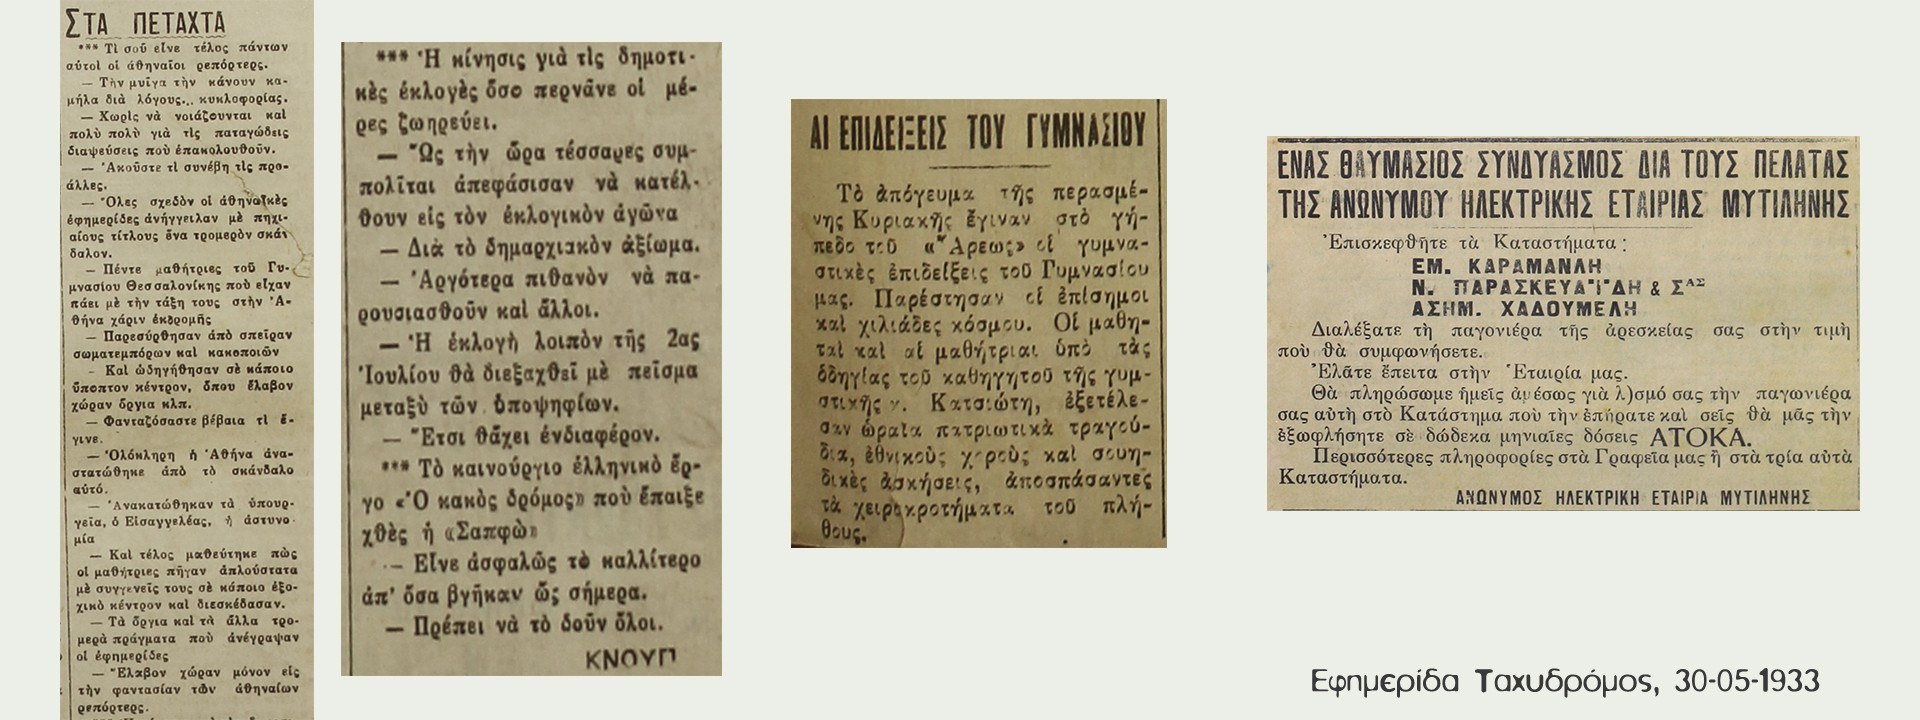 ΣΤΑ ΠΕΤΑΧΤΑ
*** Τὶ σοῦ εἶνε τέλος πάντων
αὐτοὶ οἱ ἀθηναῖοι ρεπόρτερς.
— Τὴν μυῖγα τὴν κάνουν κα-
μήλα διὰ λόγους... κυκλοφορίας.
— Χωρὶς νὰ νοιάζουνται καὶ
πολὺ πολὺ γιὰ τὶς παταγώδεις
διαψεύσεις ποὺ ἐπακολουθοῦν.
— Ἀκοῦστε τὶ συνέβη τὶς προ-
άλλες.
— Ὅλες σχεδὸν οἱ ἀθηναϊκὲς
ἐφημερίδες ἀνήγγειλαν μὲ πηχι-
αίους τίτλους ἕνα τρομερὸν σκάν
δαλον.
— Πέντε μαθήτριες τοῦ Γυ-
μνασίου Θεσσαλονίκης ποὺ εἶχαν
πάει μὲ τὴν τάξη τους στὴν Ἀ-
θήνα χάριν ἐκδρομῆς
— Παρεσύρθησαν ἀπὸ σπεῖραν
σωματεμπόρων καὶ κακοποιῶν
- Καὶ ὡδηγήθησαν σὲ κάποιο
ὕποπτον κέντρον, ὅπου ἔλαβον
χώραν ὄργια κλπ.
— Φανταζόσαστε βέβαια τὶ ἔ-
γινε.
— Ὁλόκληρη ἡ Ἀθήνα ἀνα-
στατώθηκε ἀπὸ τὸ σκάνδαλο
αὐτό.
— Ἀνακατώθηκαν τὰ ὑπουρ-
γεῖα, ὁ Εἰσαγγελέας, ἡ ἀστυνο-
μία
— Καὶ τέλος μαθεύτηκε πὼς
οἱ μαθήτριες πῆγαν ἁπλούστατα
μὲ συγγενεῖς τους σὲ κάποιο ἐξο-
χικὸ κέντρον καὶ διεσκέδασαν.
— Τὰ ὄργια καὶ τὰ ἄλλα τρο-
μερὰ πράγματα ποὺ ἀνέγραψαν
οἱ ἐφημερίδες
— Ἔλαβον χώραν μόνον εἰς
τὴν φαντασίαν τῶν ἀθηναίων
ρεπόρτερς.
*** Ἡ κίνησις γιὰ τὶς δημοτι-
κὲς ἐκλογὲς ὅσο περνᾶνε οἱ μέ-
ρες ζωηρεύει.
— Ὣς τὴν ὥρα τέσσαρες συμ-
πολῖται ἀπεφάσισαν νὰ κατέλ-
θουν εἰς τὸν ἐκλογικὸν ἀγῶνα
— Διὰ τὸ δημαρχιακὸν ἀξίωμα.
— Ἀργότερα πιθανὸν νὰ πα-
ρουσιασθοῦν καὶ ἄλλοι.
— Ἡ ἐκλογὴ λοιπὸν τῆς 2ας
Ἰουλίου θὰ διεξαχθεῖ μὲ πεῖσμα
μεταξὺ τῶν ὑποψηφίων.
— Ἔτσι θἄχει ἐνδιαφέρον.
*** Τὸ καινούργιο ἑλληνικὸ ἔρ-
γο «Ὁ κακὸς δρόμος» ποὺ ἔπαιξε
χθὲς ἡ «Σαπφὼ»
— Εἶνε ἀσφαλῶς τὸ καλλίτερο
ἀπ' ὅσα βγῆκαν ὣς σήμερα.
— Πρέπει νὰ τὸ δοῦν ὅλοι.
ΚΝΟΥΠ
ΑΙ ΕΠΙΔΕΙΞΕΙΣ ΤΟΥ ΓΥΜΝΑΣΙΟΥ
Τὸ ἀπόγευμα τῆς περασμέ-
νης Κυριακῆς ἔγιναν στὸ γή-
πεδο τοῦ «Ἄρεως» οἱ γυμνα-
στικὲς ἐπιδείξεις τοῦ Γυμνασίου
μας. Παρέστησαν οἱ ἐπίσημοι
καὶ χιλιάδες κόσμου. Οἱ μαθη-
ταὶ καὶ αἱ μαθήτριαι ὑπὸ τὰς
ὁδηγίας τοῦ καθηγητοῦ τῆς γυμ-
στικῆς κ. Κατσιώτη, ἐξετέλε-
σαν ὡραῖα πατριωτικὰ τραγού-
δια, ἐθνικοὺς χοροὺς καὶ σουη-
δικὲς ἀσκήσεις, ἀποσπάσαντες
τὰ χειροκροτήματα τοῦ πλή-
θους.
ΕΝΑΣ ΘΑΥΜΑΣΙΟΣ ΣΥΝΔΥΑΣΜΟΣ ΔΙΑ ΤΟΥΣ ΠΕΛΑΤΑΣ
ΤΗΣ ΑΝΩΝΥΜΟΥ ΗΛΕΚΤΡΙΚΗΣ ΕΤΑΙΡΙΑΣ ΜΥΤΙΛΗΝΗΣ
Ἐπισκεφθῆτε τὰ Καταστήματα:
ΕΜ. ΚΑΡΑΜΑΝΛΗ
Ν. ΠΑΡΑΣΚΕΥΑΪΔΗ & ΣΑΣ
ΑΣΗΜ. ΧΑΔΟΥΜΕΛΗ
Διαλέξατε τὴ παγονιέρα τῆς ἀρεσκείας σας στὴν τιμὴ
ποὺ θὰ συμφωνήσετε.
Ἐλᾶτε ἔπειτα στὴν Ἑταιρία μας.
Θὰ πληρώσωμε ἡμεῖς ἀμέσως γιὰ λ)σμό σας τὴν παγωνιέρα
σας αὐτὴ στὸ Κατάστημα ποὺ τὴν ἐπήρατε καὶ σεῖς θὰ μᾶς τὴν
ἐξωφλήσητε σὲ δώδεκα μηνιαῖες δόσεις ΑΤΟΚΑ.
Περισσότερες πληροφορίες στὰ Γραφεῖα μας ἢ στὰ τρία αὐτὰ
Καταστήματα.
ΑΝΩΝΥΜΟΣ ΗΛΕΚΤΡΙΚΗ ΕΤΑΙΡΙΑ ΜΥΤΙΛΗΝΗΣ
Εφημερίδα Ταχυδρόμος, 30-05-1933